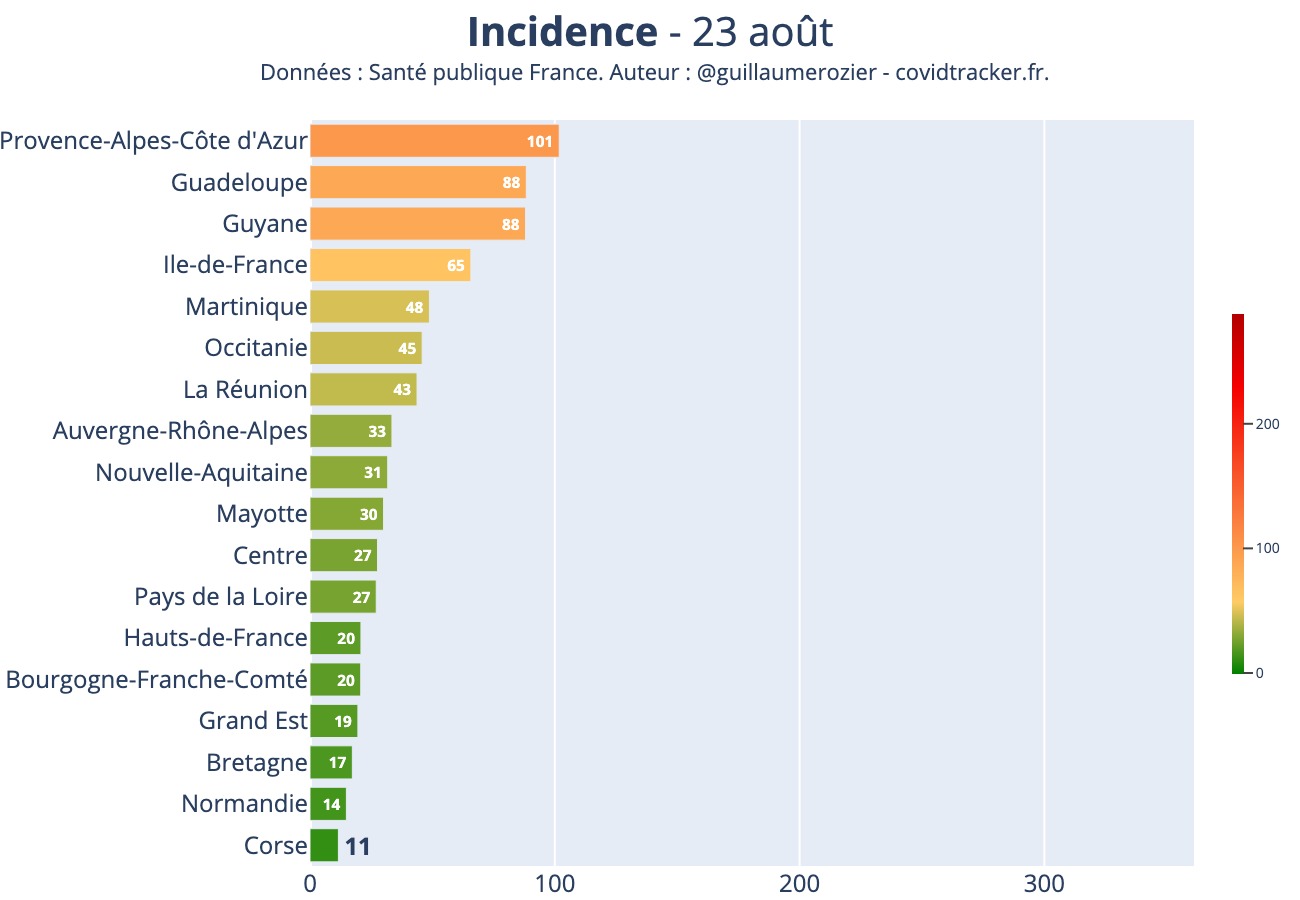 Incidence - 23 août
Données : Santé publique France. Auteur : @guillaumerozier - covidtracker.fr.
Provence-Alpes-Côte d'Azur 101
Guadeloupe 88
Guyane 88
Ile-de-France 65
Martinique 48
Occitanie 45
La Réunion 43
Auvergne-Rhône-Alpes 33
Nouvelle-Aquitaine 31
Mayotte 30
Centre 27
Pays de la Loire 27
Hauts-de-France 20
Bourgogne-Franche-Comté 20
Grand Est 19
Bretagne 17
Normandie 14
Corse 11
0 100 200 300
200
100
0